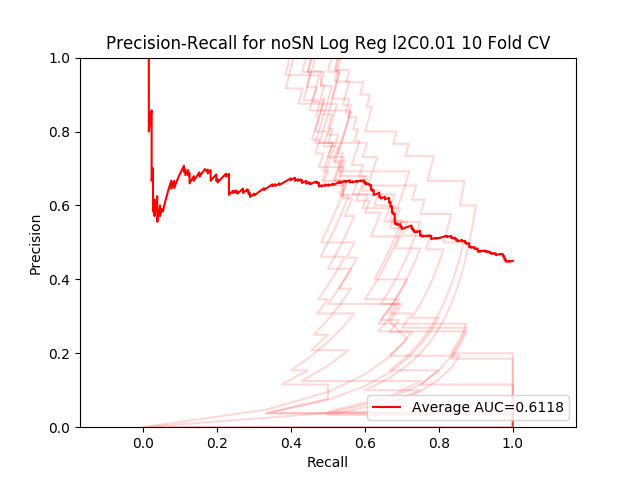 Precision-Recall for noSN Log Reg l2C0.01 10 Fold CV
1.0
0.8
0.6
0.4
0.2
0.0
Precision
0.0 0.2 0.4 0.6 0.8 1.0
Recall
Average AUC=0.6118